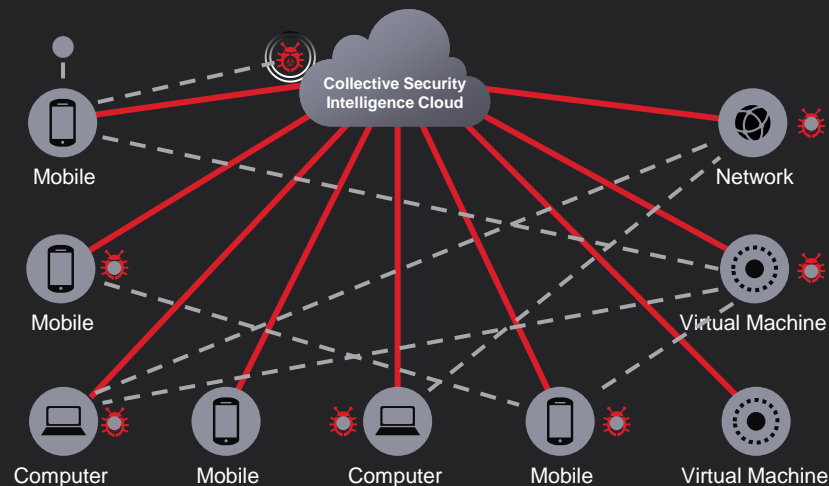 Collective Security
Intelligence Cloud
Mobile
Network
Mobile
Virtual Machine
Computer
Mobile
Computer
Mobile
Virtual Machine